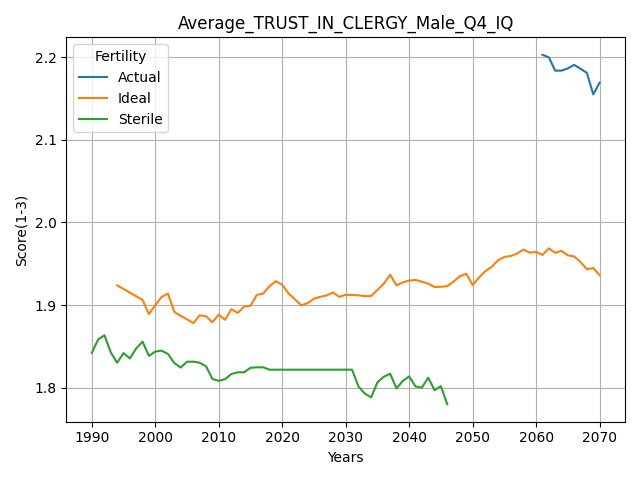 Average_TRUST_IN_CLERGY_Male_Q4_IQ
Fertility
Actual
Ideal
Sterile
Score(1-3)
2.2
2.1
2.0
1.9
1.8
1990 2000 2010 2020 2030 2040 2050 2060 2070
Years